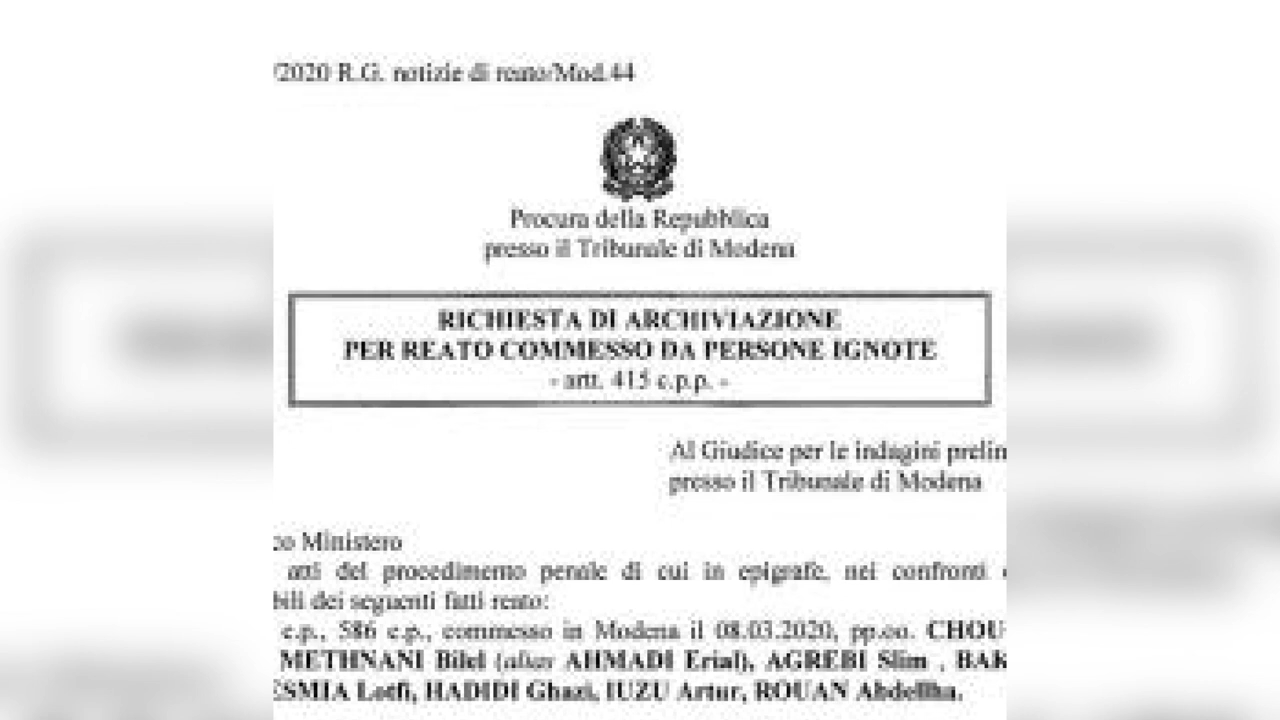 /2020 R.G. notizie di reato/Mod.44
Procura della Repubblica
presso il Tribunale di Modena
RICHIESTA DI ARCHIVIAZIONE
PER REATO COMMESSO DA PERSONE IGNOTE
- artt. 415 c.p.p. -
Al Giudice per le indagini prelin
presso il Tribunale di Modena
co Ministero
atti del procedimento penale di cui in epigrafe, nei confronti
bili dei seguenti fatti reato:
c.p., 586 c.p., commesso in Modena il 08.03.2020, pp.oo. CHOU
METHNANI Bilel (alias AHMADI Erial), AGREBI Slim , BAK
ESMIA Lotfi, HADIDI Ghazi, IUZU Artur, ROUAN Abdellha.